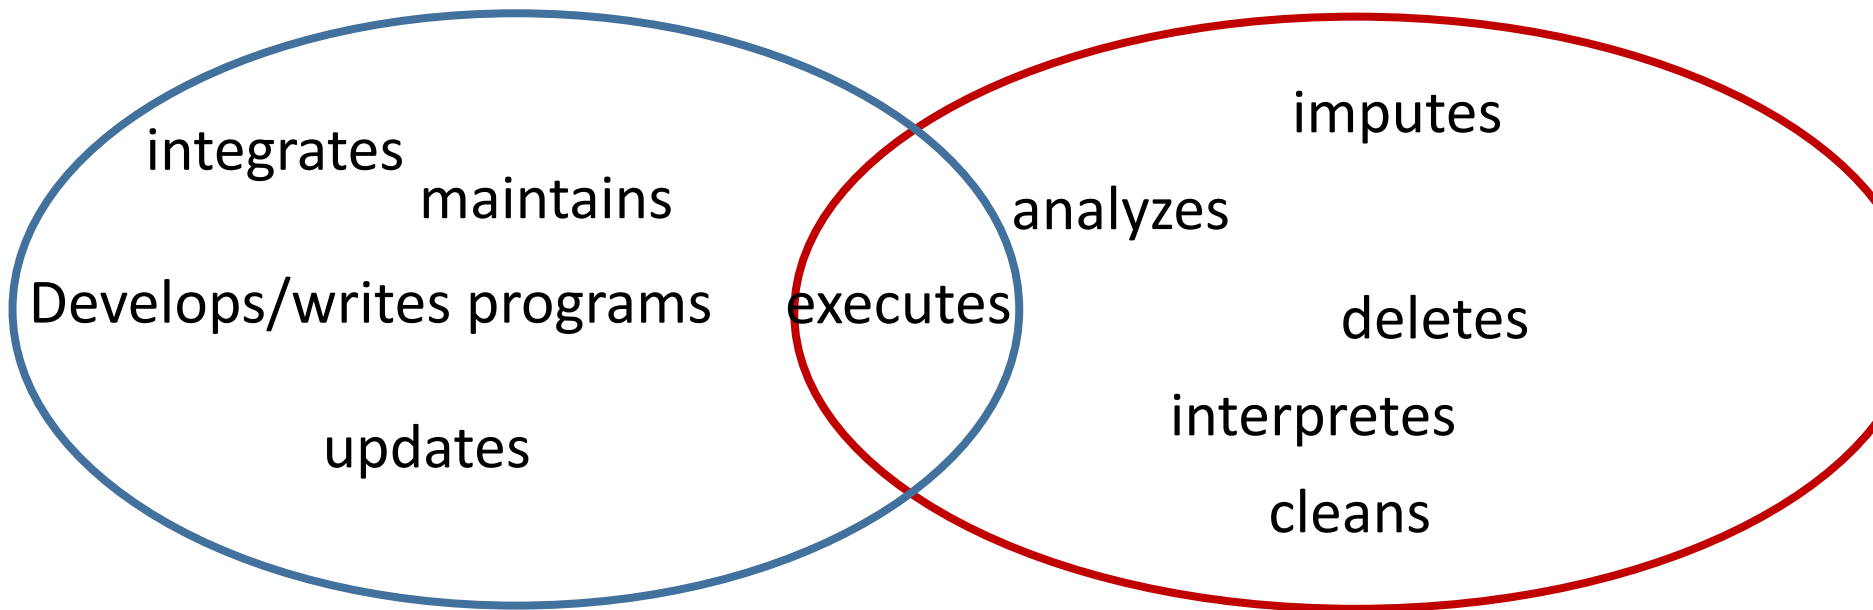 integrates
maintains
Develops/writes programs
updates
executes
imputes
analyzes
deletes
interpretes
cleans